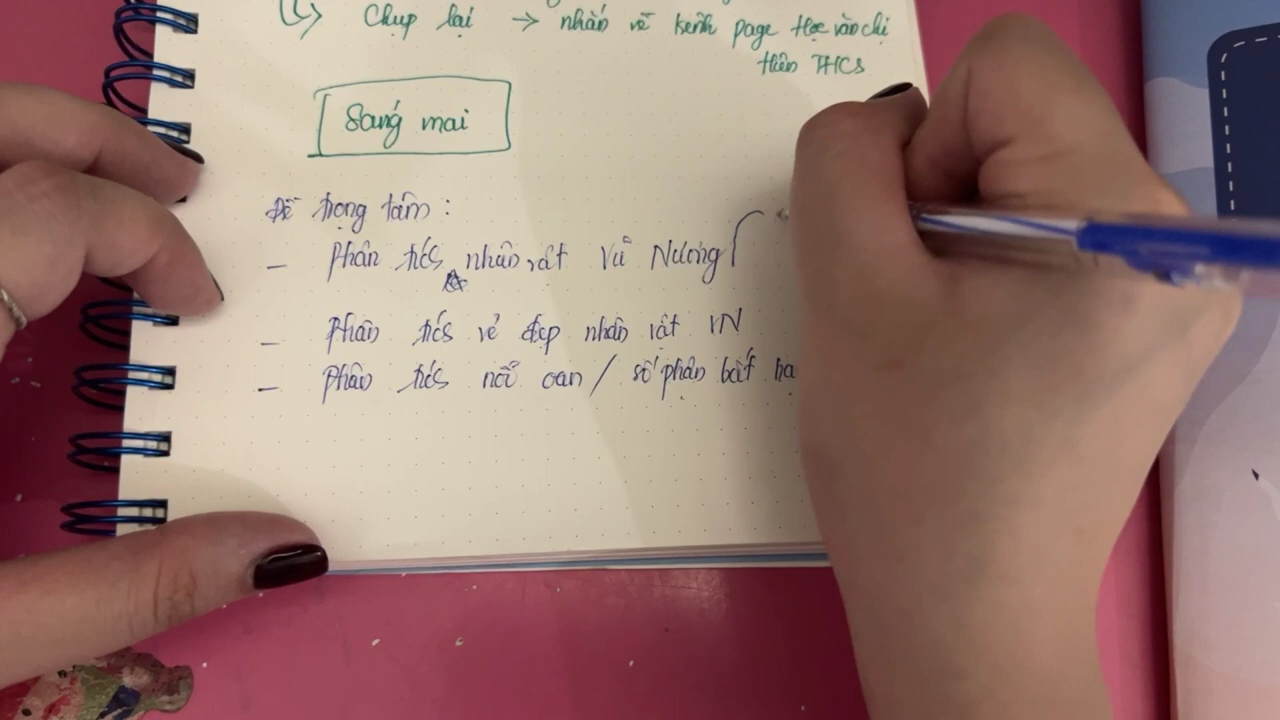 Chụp lại → nhắn về kênh page Học văn chị
Hiên THCS
Sáng mai
Đề trọng tâm :
- Phân tích nhân vật Vũ Nương
- Phân tích vẻ đẹp nhân vật VN
- Phân tích nỗi oan / số phận bất hạ